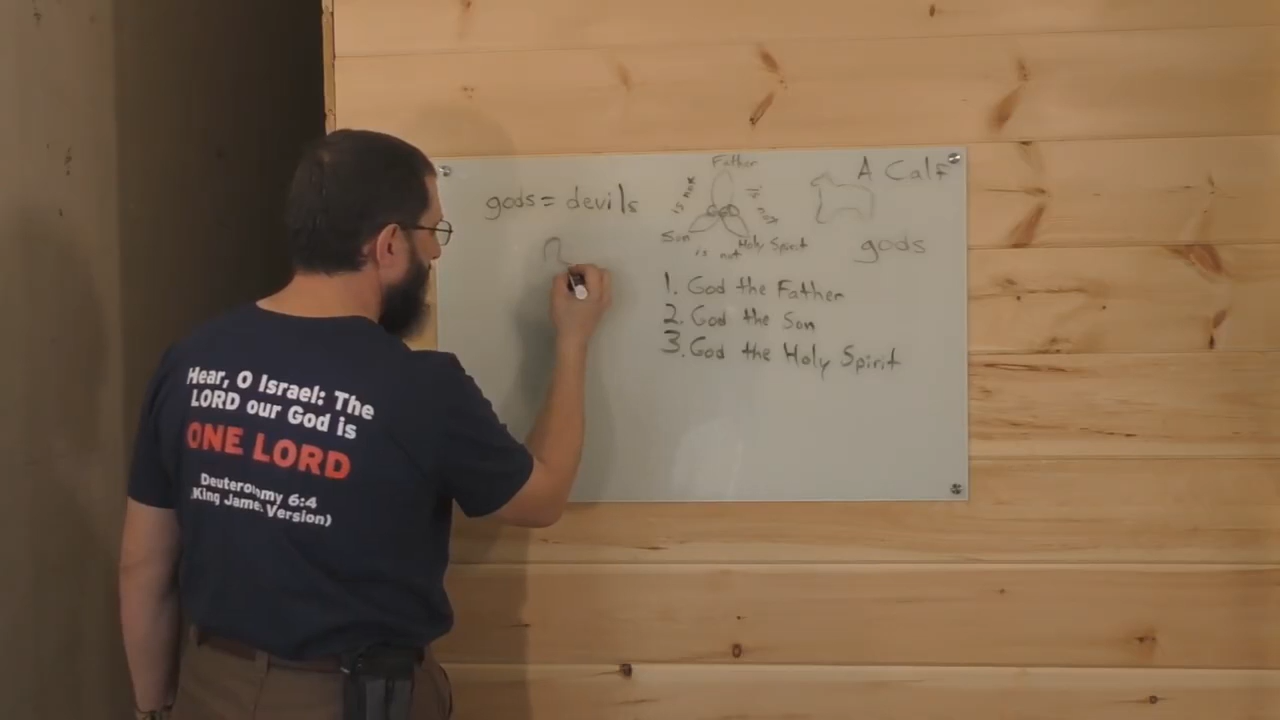 gods = devils
Father
is not
is not
GOD
Son
Holy Spirit
is not
A Calf
gods
1. God the Father
2. God the Son
3. God the Holy Spirit
Hear, O Israel: The
LORD our God is
ONE LORD
Deuteronomy 6:4
(King James Version)